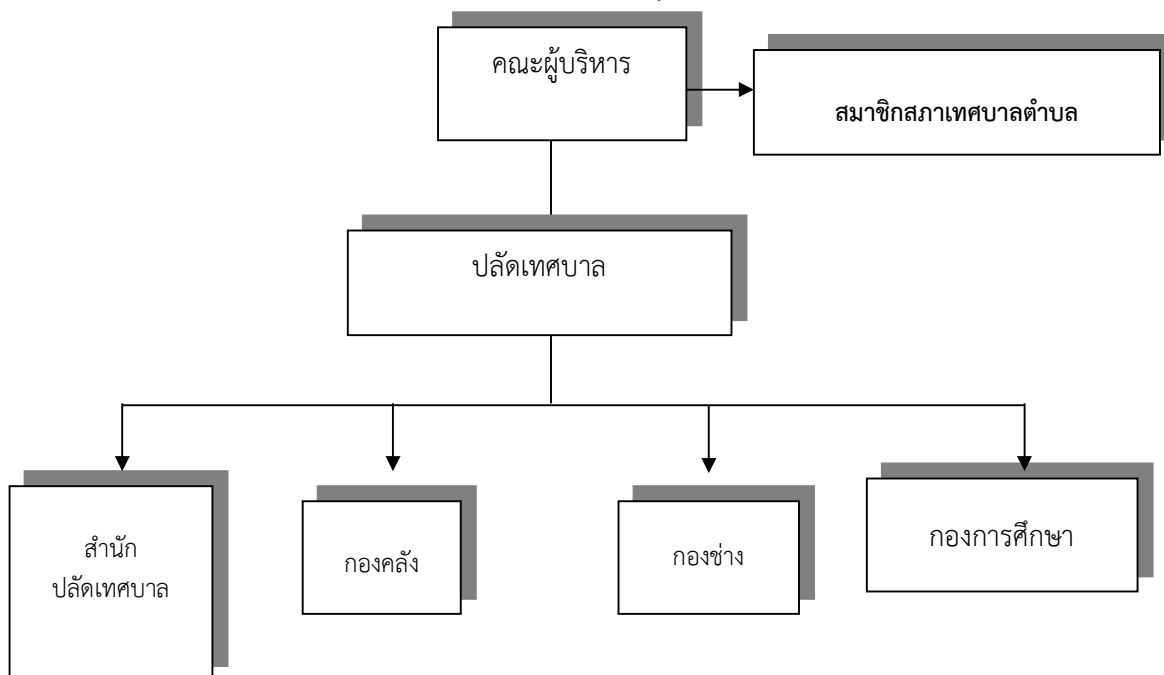 คณะผู้บริหาร
สมาชิกสภาเทศบาลตำบล
ปลัดเทศบาล
สำนัก
ปลัดเทศบาล
กองคลัง
กองช่าง
กองการศึกษา